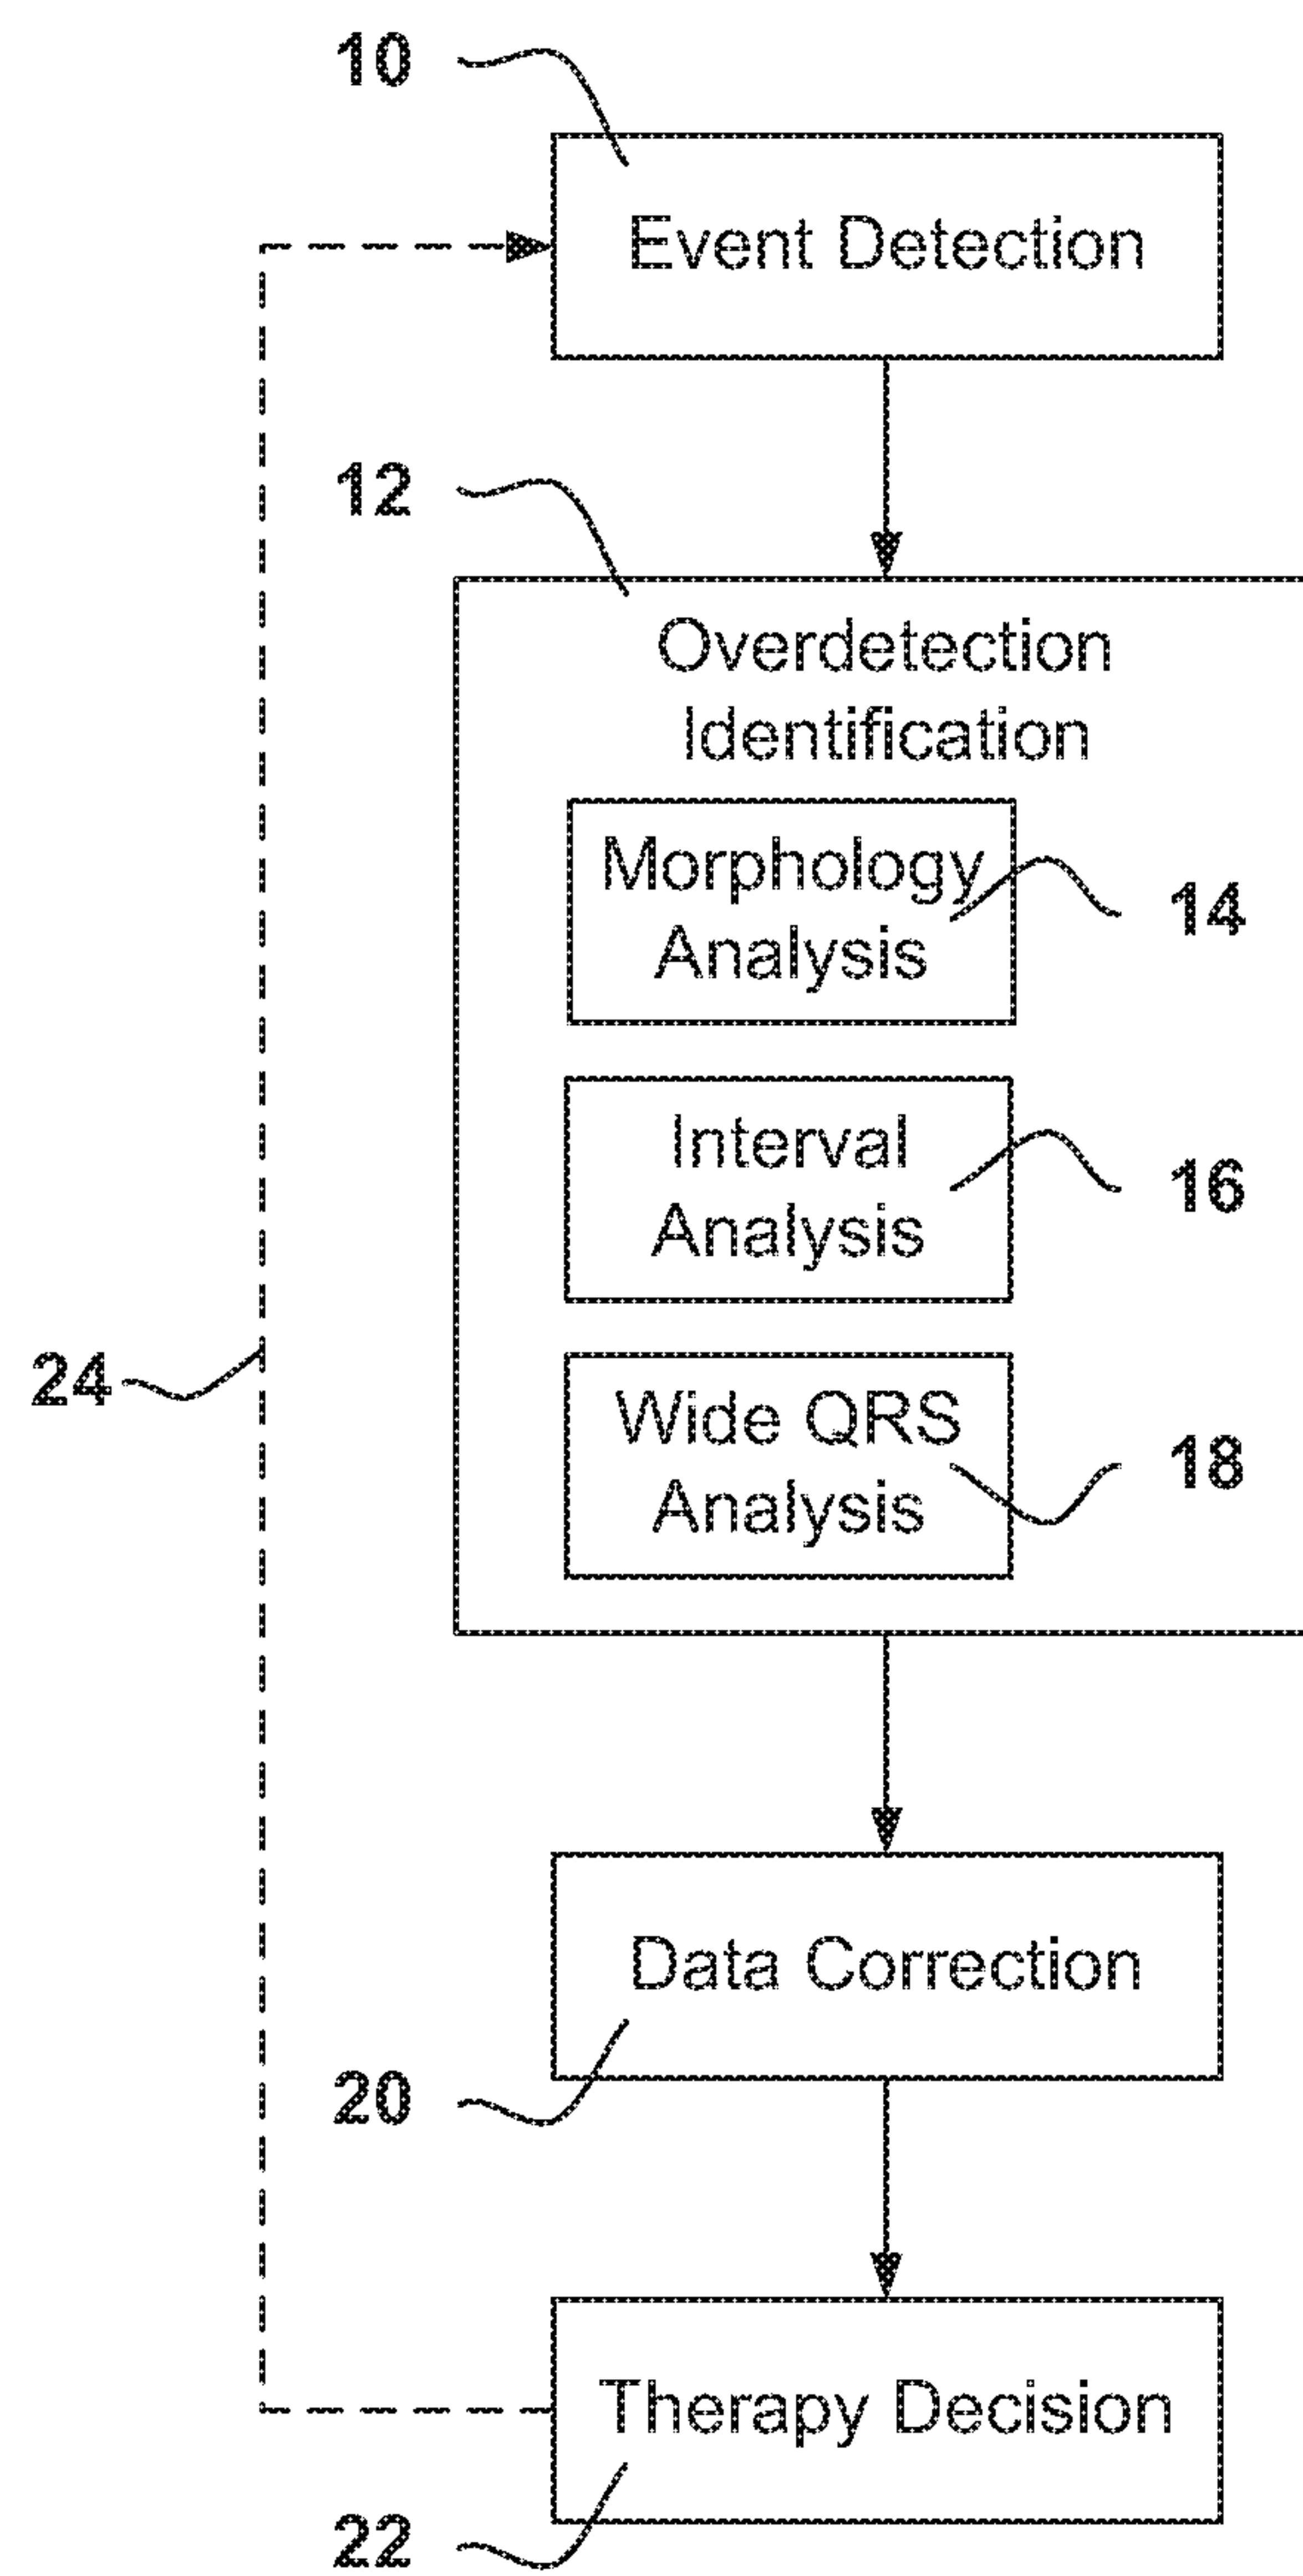 10
Event Detection
12
Overdetection
Identification
Morphology
Analysis
14
Interval
Analysis
16
24
Wide QRS
Analysis
18
Data Correction
20
Therapy Decision
22